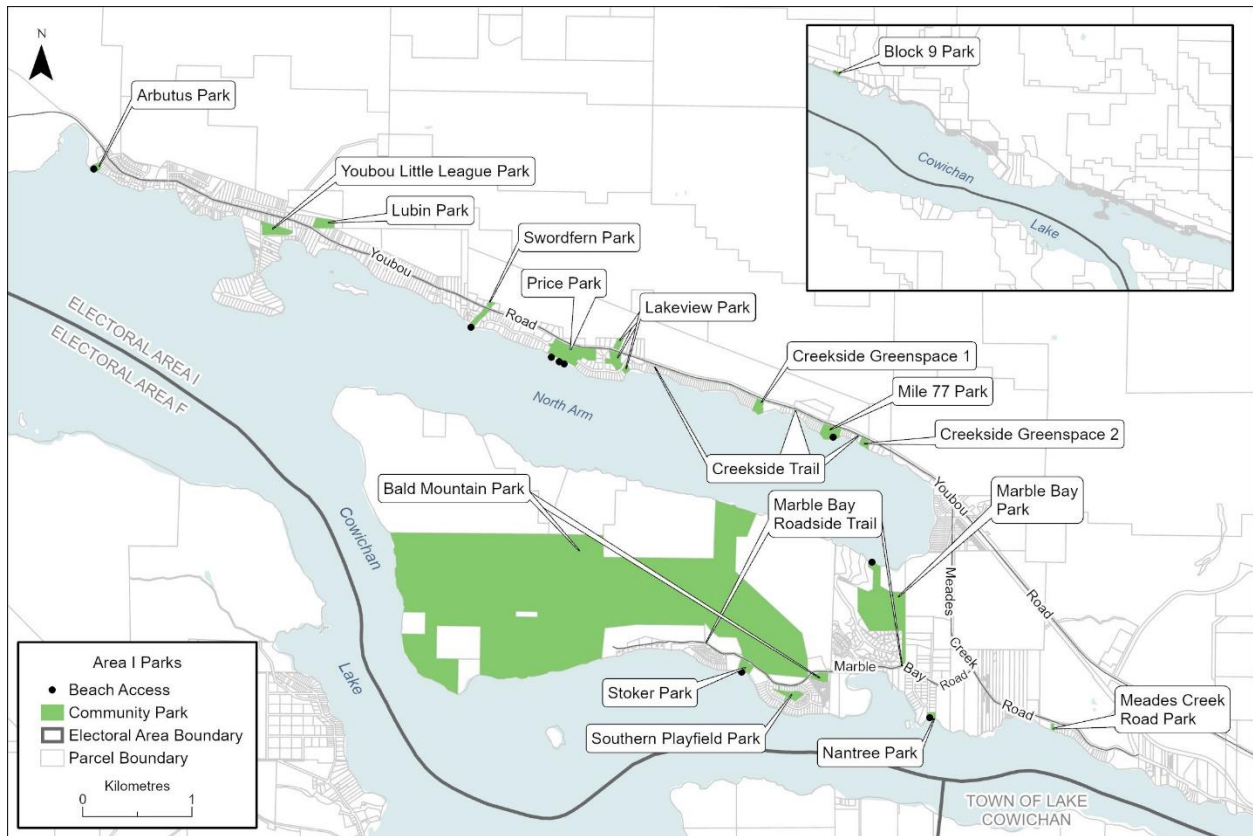 N
Arbutus Park
Youbou Little League Park
Lubin Park
Swordfern Park
Price Park
Lakeview Park
Creekside Greenspace 1
Mile 77 Park
Creekside Greenspace 2
Creekside Trail
Marble Bay
Roadside Trail
Marble Bay
Park
Bald Mountain Park
Stoker Park
Southern Playfield Park
Nantree Park
Meades Creek
Road Park
Block 9 Park
Cowichan
Lake
Youbou
Road
North Arm
ELECTORAL AREA I
ELECTORAL AREA F
Cowichan
Lake
Youbou
Road
Meades
Creek
Road
Marble
Bay
Road
TOWN OF LAKE
COWICHAN
Area I Parks
Beach Access
Community Park
Electoral Area Boundary
Parcel Boundary
Kilometres
0 1